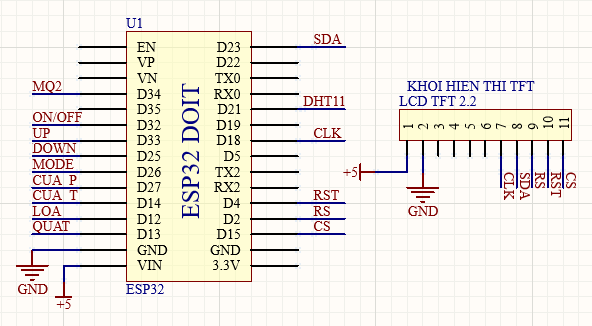 U1
EN D23 SDA
VP D22
VN TX0
MQ2 D34 RX0
D35 D21 DHT11
ON/OFF D32 D19
UP D33 D18 CLK
DOWN D25 D5
MODE D26 TX2
CUA P D27 RX2
CUA T D14 D4 RST
LOA D12 D2 RS
QUAT D13 D15 CS
GND GND
VIN 3.3V
ESP32 DOIT
GND
+5
ESP32
KHOI HIEN THI TFT
LCD TFT 2.2
1 2 3 4 5 6 7 8 9 10 11
+5
GND
CLK
SDA
RS
RST
CS